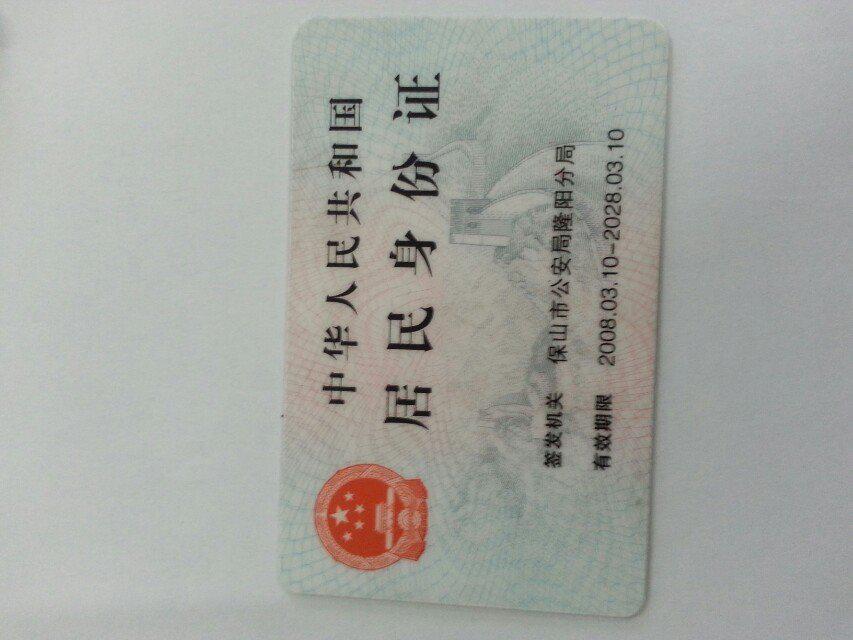 中华人民共和国
居民身份证
签发机关 保山市公安局隆阳分局
有效期限 2008.03.10-2028.03.10